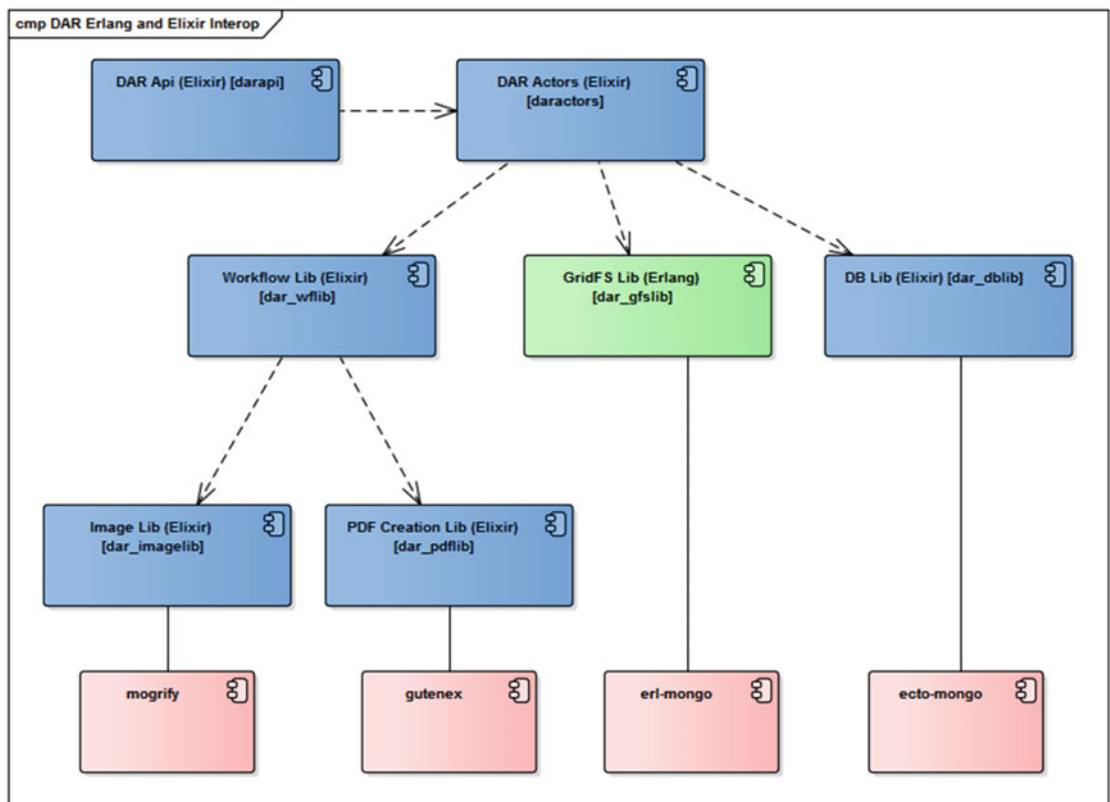 cmp DAR Erlang and Elixir Interop
DAR Api (Elixir) [darapi]
DAR Actors (Elixir)
[daractors]
Workflow Lib (Elixir)
[dar_wflib]
GridFS Lib (Erlang)
[dar_gfslib]
DB Lib (Elixir) [dar_dblib]
Image Lib (Elixir)
[dar_imagelib]
PDF Creation Lib (Elixir)
[dar_pdflib]
mogrify
gutenex
erl-mongo
ecto-mongo